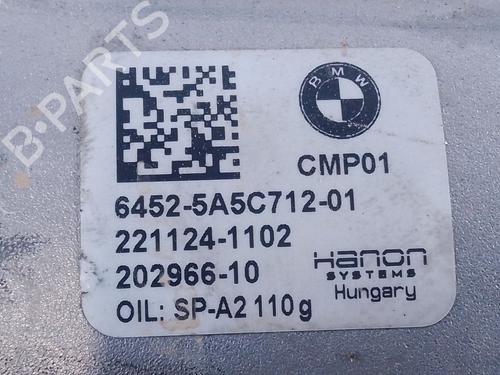 B-PARTS
BMW
CMP01
6452-5A5C712-01
221124-1102
202966-10
Hanon
SYSTEMS
Hungary
OIL: SP-A2 110g